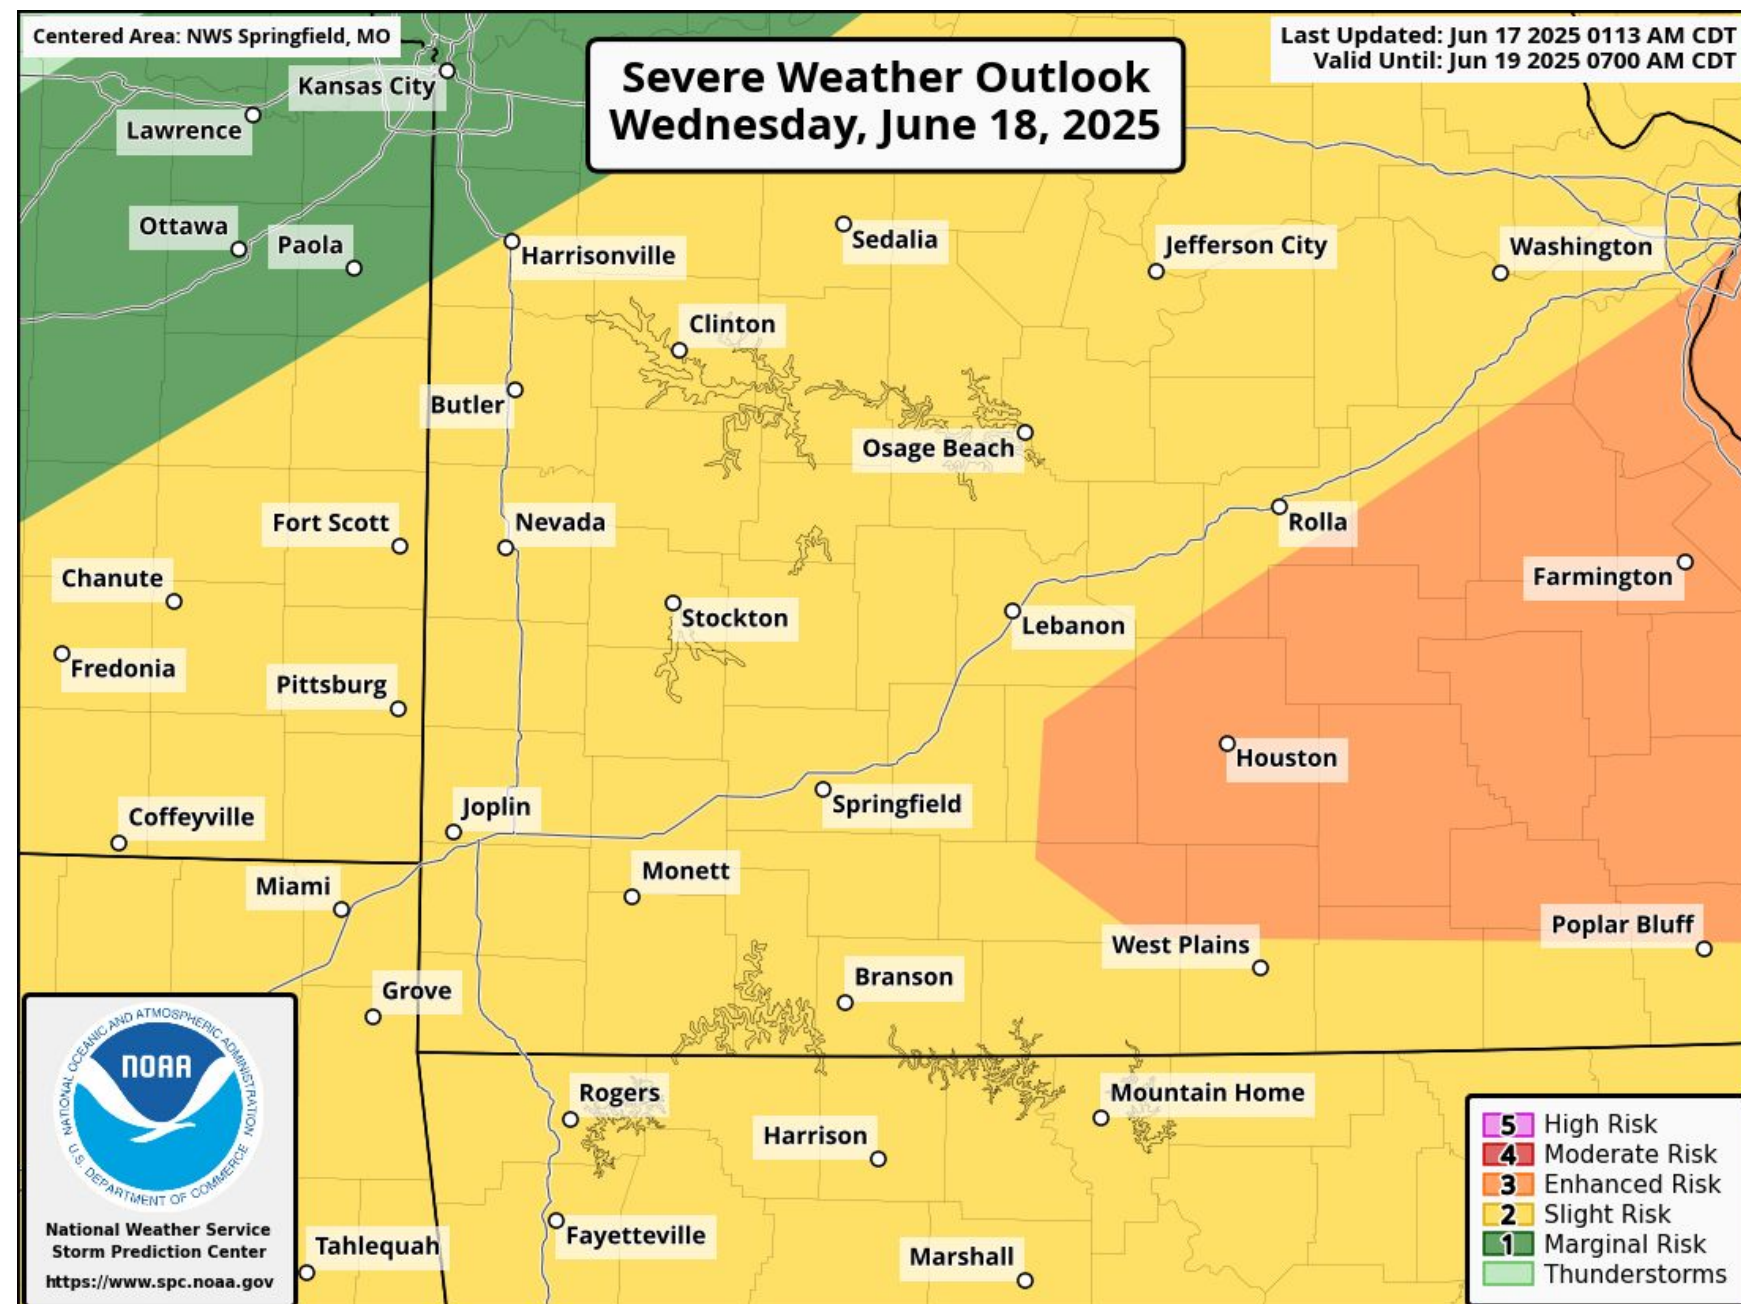 Centered Area: NWS Springfield, MO
Last Updated: Jun 17 2025 0113 AM CDT
Valid Until: Jun 19 2025 0700 AM CDT
Severe Weather Outlook
Wednesday, June 18, 2025
Kansas City
Lawrence
Ottawa
Paola
Harrisonville
Sedalia
Jefferson City
Washington
Clinton
Butler
Osage Beach
Fort Scott
Nevada
Rolla
Chanute
Farmington
Stockton
Lebanon
Fredonia
Pittsburg
Houston
Coffeyville
Joplin
Springfield
Miami
Monett
Poplar Bluff
West Plains
Grove
Branson
Rogers
Mountain Home
Harrison
Fayetteville
Tahlequah
Marshall
NATIONAL OCEANIC AND ATMOSPHERIC ADMINISTRATION
NOAA
U.S. DEPARTMENT OF COMMERCE
National Weather Service
Storm Prediction Center
https://www.spc.noaa.gov
5 High Risk
4 Moderate Risk
3 Enhanced Risk
2 Slight Risk
1 Marginal Risk
Thunderstorms